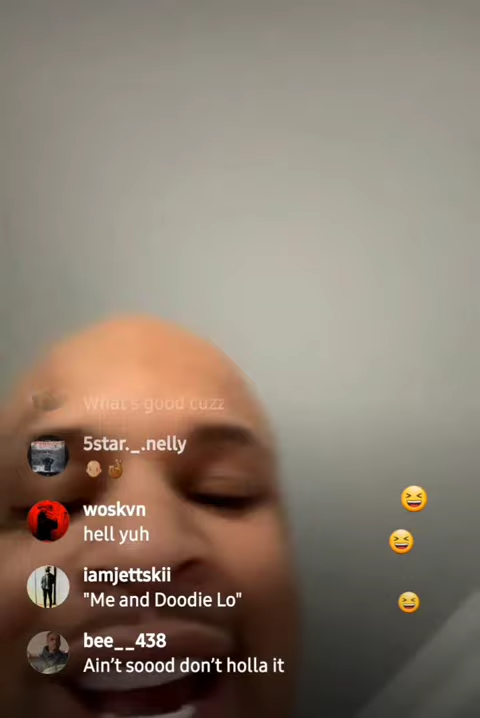 What's good cuzz
5star._.nelly
woskvn
hell yuh
iamjettskii
"Me and Doodie Lo"
bee__438
Ain't soood don't holla it